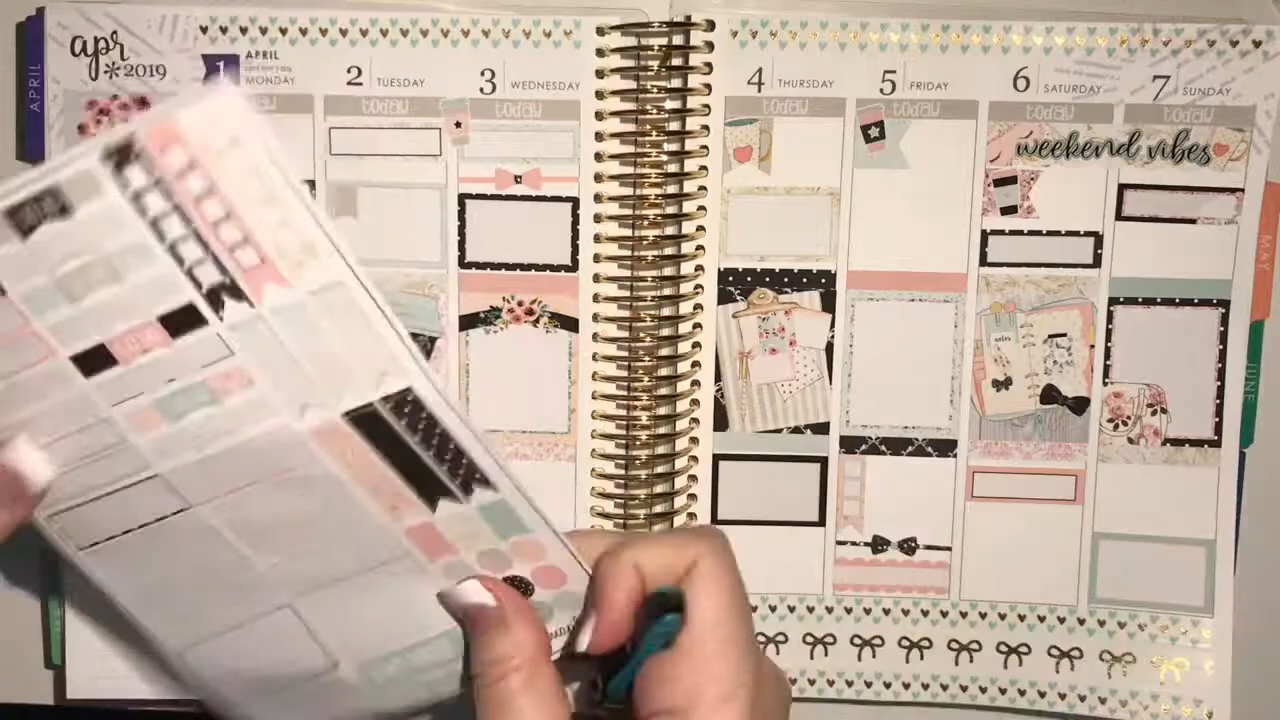 APRIL
apr
*2019
1 APRIL
MONDAY
2 TUESDAY
3 WEDNESDAY
4 THURSDAY
5 FRIDAY
6 SATURDAY
7 SUNDAY
today
today
today
today
today
today
weekend vibes
notes
MAY
JUNE